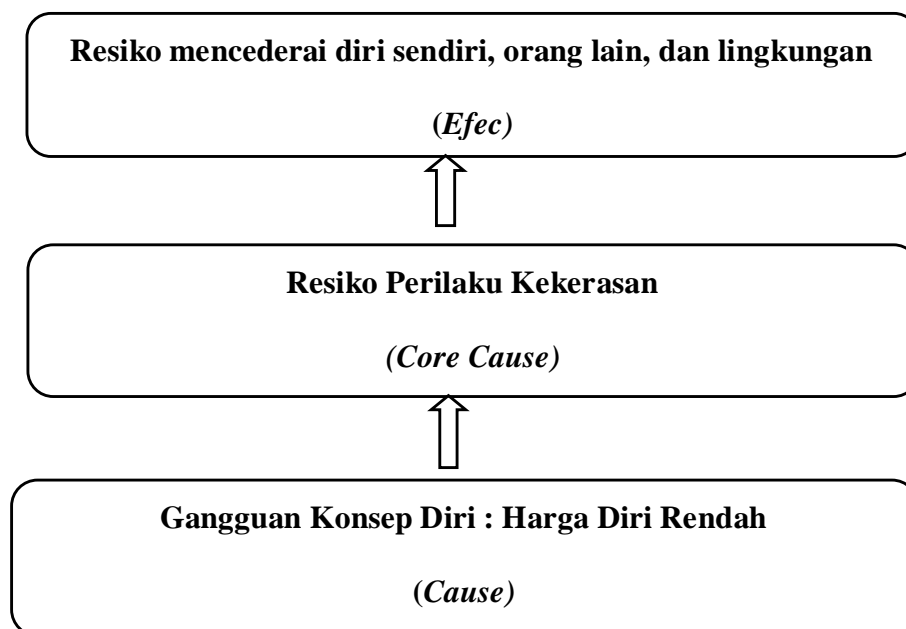 Resiko mencederai diri sendiri, orang lain, dan lingkungan
(Efec)
Resiko Perilaku Kekerasan
(Core Cause)
Gangguan Konsep Diri : Harga Diri Rendah
(Cause)